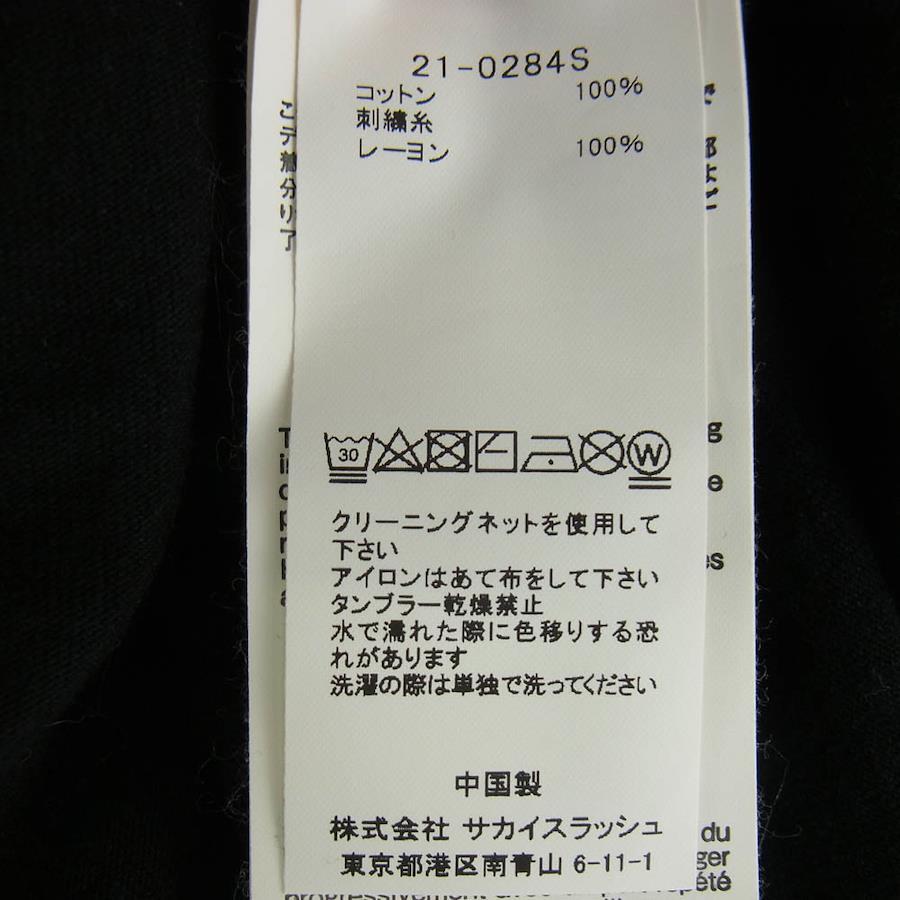 21-0284S
コットン 100%
刺繍糸
レーヨン 100%
30
W
クリーニングネットを使用して
下さい
アイロンはあて布をして下さい
タンブラー乾燥禁止
水で濡れた際に色移りする恐
れがあります
洗濯の際は単独で洗ってください
中国製
株式会社 サカイスラッシュ
東京都港区南青山 6-11-1
du